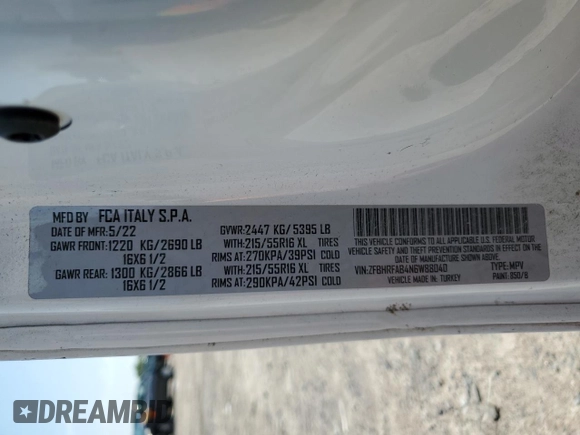 MFD BY FCA ITALY S.P.A.
DATE OF MFR: 5/22 GVWR: 2447 KG/ 5395 LB
GAWR FRONT: 1220 KG/2690 LB WITH: 215/55R16 XL TIRES
16X6 1/2 RIMS AT: 270KPA/39PSI COLD
GAWR REAR: 1300 KG/2866 LB WITH: 215/55R16 XL TIRES
16X6 1/2 RIMS AT: 290KPA/42PSI COLD
THIS VEHICLE CONFORMS TO ALL APPLICABLE U.S. FEDERAL MOTOR
VEHICLE SAFETY AND THEFT PREVENTION STANDARDS IN EFFECT ON THE
DATE OF MANUFACTURE SHOWN ABOVE.
VIN: ZFBHRFAB4N6W88040 TYPE: MPV
VEHICLE MADE IN: TURKEY PAINT: 850/B
DREAMBID